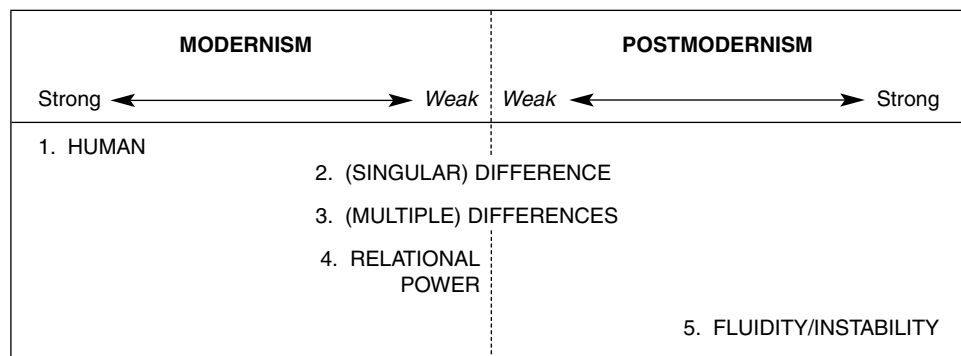 MODERNISM POSTMODERNISM
Strong Weak Weak Strong
1. HUMAN
2. (SINGULAR) DIFFERENCE
3. (MULTIPLE) DIFFERENCES
4. RELATIONAL
POWER
5. FLUIDITY/INSTABILITY